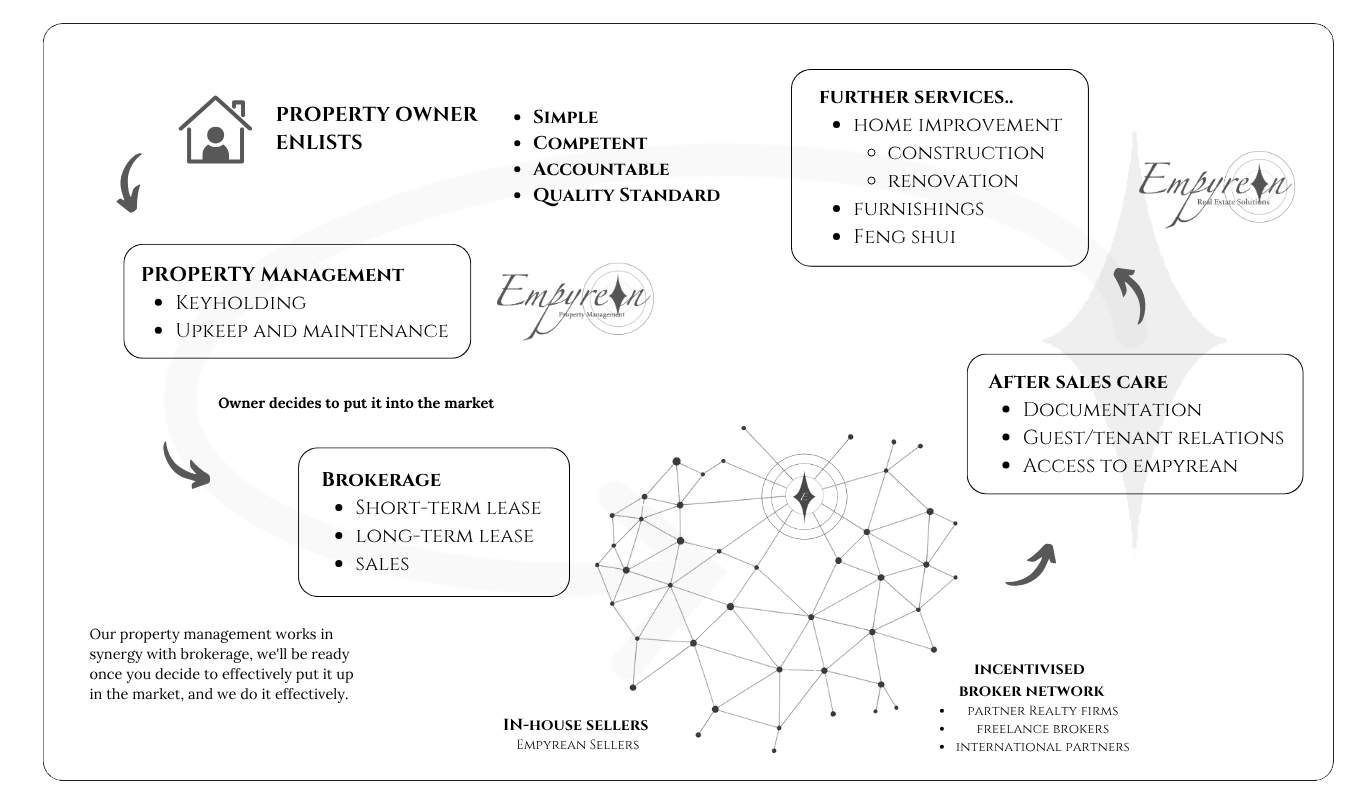 PROPERTY OWNER
ENLISTS
• SIMPLE
• COMPETENT
• ACCOUNTABLE
• QUALITY STANDARD
PROPERTY MANAGEMENT
• KEYHOLDING
• UPKEEP AND MAINTENANCE
Empyrean
Property Management
Owner decides to put it into the market
BROKERAGE
• SHORT-TERM LEASE
• LONG-TERM LEASE
• SALES
Our property management works in
synergy with brokerage, we'll be ready
once you decide to effectively put it up
in the market, and we do it effectively.
IN-HOUSE SELLERS
EMPYREAN SELLERS
E
INCENTIVISED
BROKER NETWORK
• PARTNER REALTY FIRMS
• FREELANCE BROKERS
• INTERNATIONAL PARTNERS
AFTER SALES CARE
• DOCUMENTATION
• GUEST/TENANT RELATIONS
• ACCESS TO EMPYREAN
FURTHER SERVICES..
• HOME IMPROVEMENT
○ CONSTRUCTION
○ RENOVATION
• FURNISHINGS
• FENG SHUI
Empyrean
Real Estate Solutions